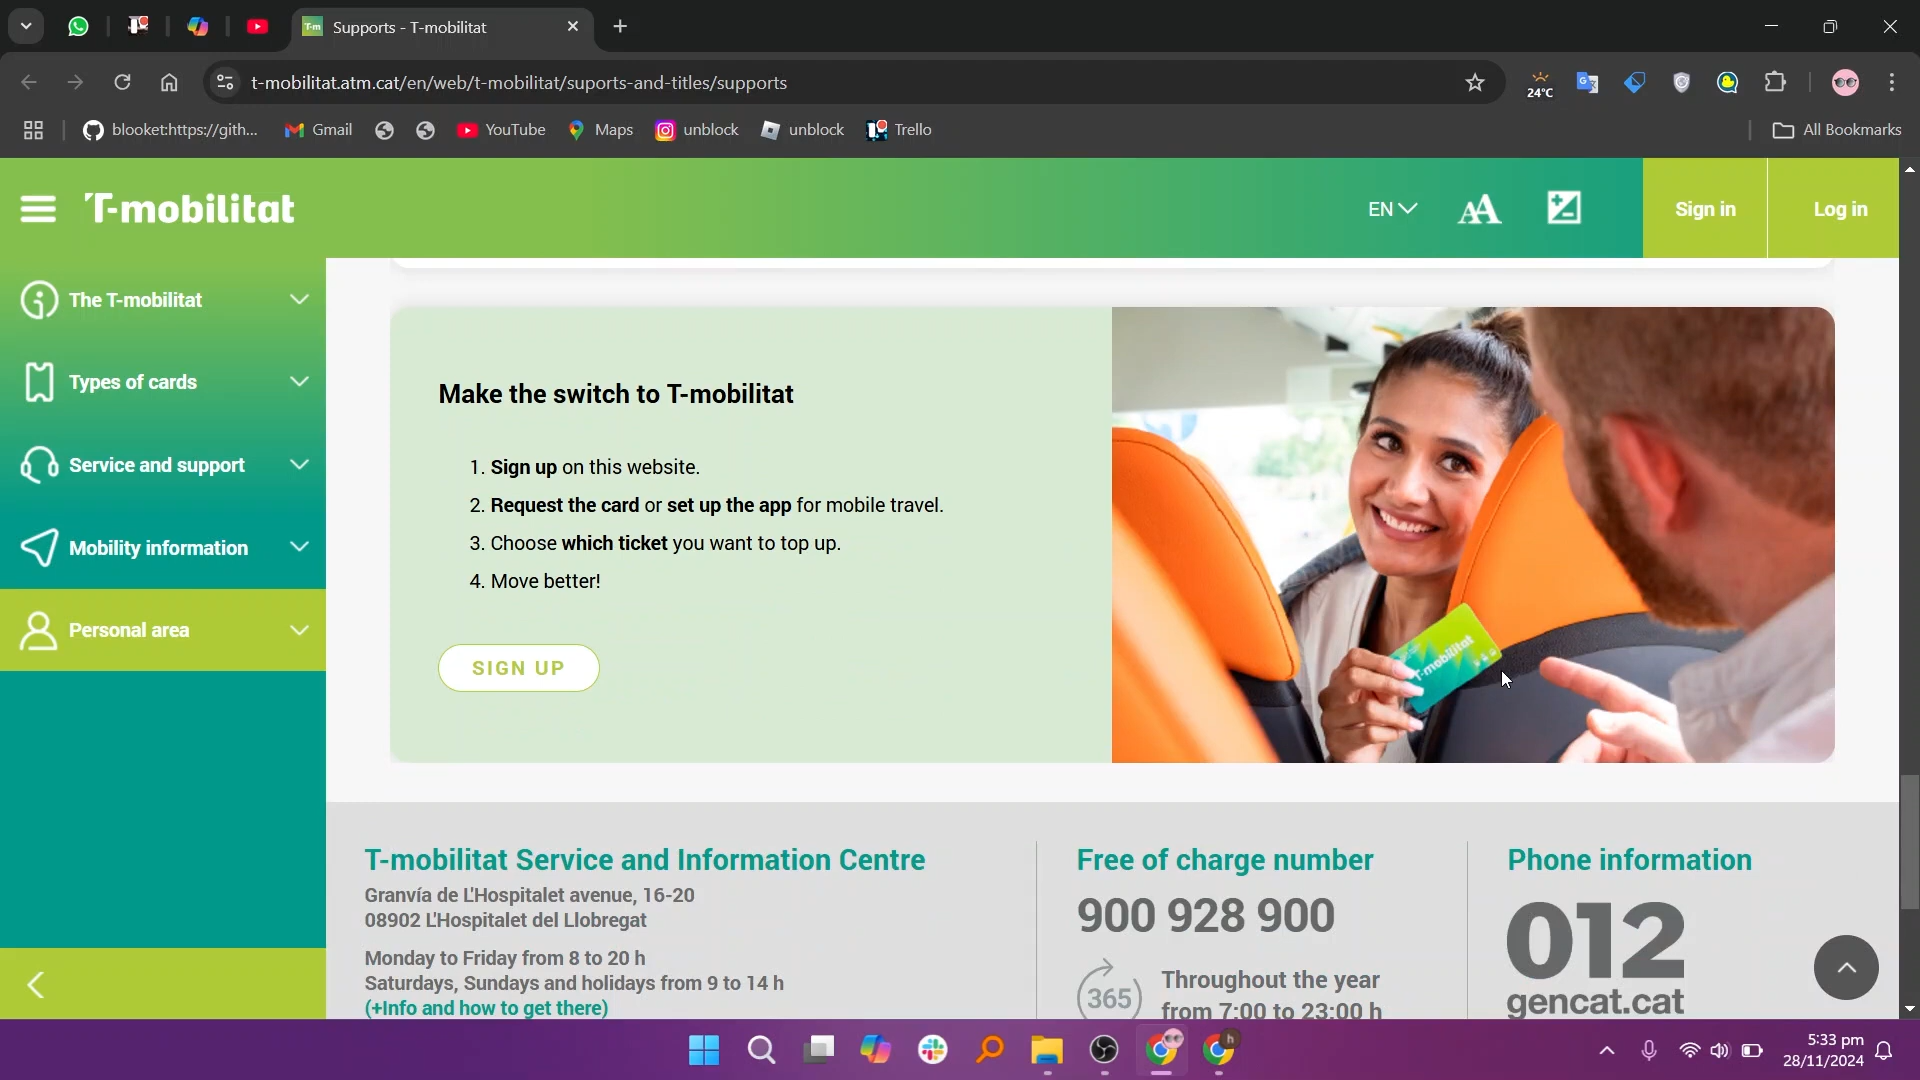 Supports - T-mobilitat
t-mobilitat.atm.cat/en/web/t-mobilitat/suports-and-titles/supports
24°C
blooket:https://gith...
Gmail
YouTube
Maps
unblock
unblock
Trello
All Bookmarks
T-mobilitat
EN
AA
Sign in
Log in
The T-mobilitat
Types of cards
Service and support
Mobility information
Personal area
Make the switch to T-mobilitat
1. Sign up on this website.
2. Request the card or set up the app for mobile travel.
3. Choose which ticket you want to top up.
4. Move better!
SIGN UP
T-mobilitat
T-mobilitat Service and Information Centre
Granvía de L'Hospitalet avenue, 16-20
08902 L'Hospitalet del Llobregat
Monday to Friday from 8 to 20 h
Saturdays, Sundays and holidays from 9 to 14 h
(+Info and how to get there)
Free of charge number
900 928 900
365
Throughout the year
from 7:00 to 23:00 h
Phone information
012
gencat.cat
5:33 pm
28/11/2024